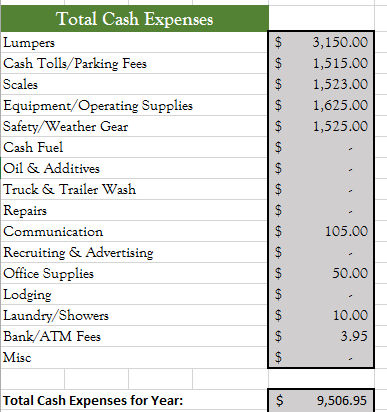 Total Cash Expenses
Lumpers $ 3,150.00
Cash Tolls/Parking Fees $ 1,515.00
Scales $ 1,523.00
Equipment/Operating Supplies $ 1,625.00
Safety/Weather Gear $ 1,525.00
Cash Fuel $ -
Oil & Additives $ -
Truck & Trailer Wash $ -
Repairs $ -
Communication $ 105.00
Recruiting & Advertising $ -
Office Supplies $ 50.00
Lodging $ -
Laundry/Showers $ 10.00
Bank/ATM Fees $ 3.95
Misc $ -
Total Cash Expenses for Year: $ 9,506.95